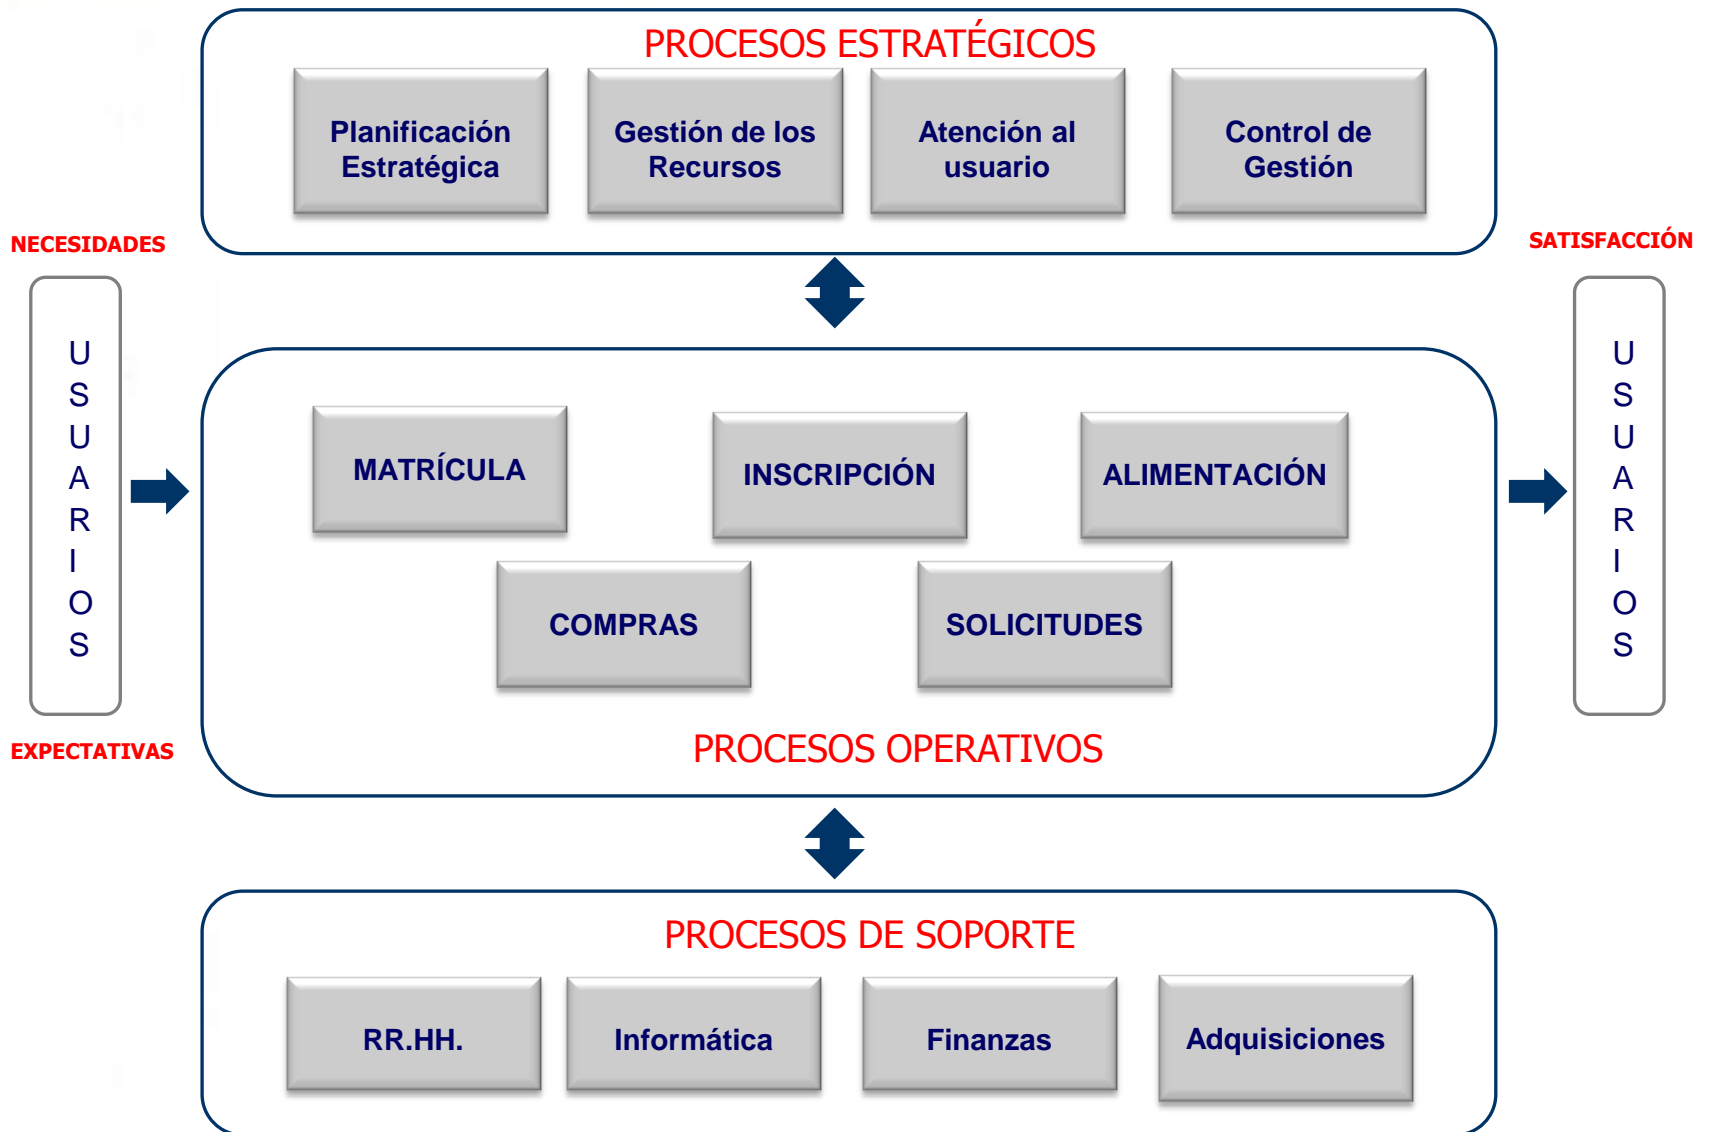 PROCESOS ESTRATÉGICOS
Planificación
Estratégica
Gestión de los
Recursos
Atención al
usuario
Control de
Gestión
NECESIDADES
U
S
U
A
R
I
O
S
EXPECTATIVAS
MATRÍCULA
INSCRIPCIÓN
ALIMENTACIÓN
COMPRAS
SOLICITUDES
PROCESOS OPERATIVOS
SATISFACCIÓN
U
S
U
A
R
I
O
S
PROCESOS DE SOPORTE
RR.HH.
Informática
Finanzas
Adquisiciones